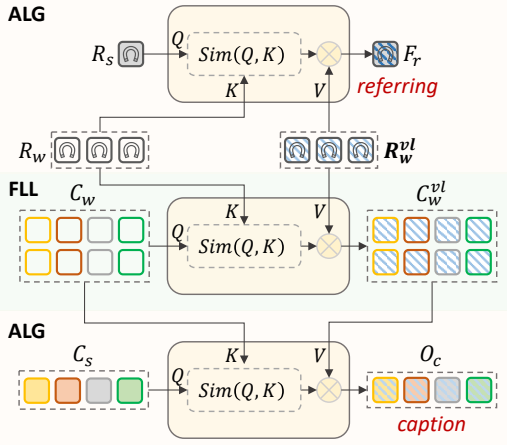 ALG
R_s Q Sim(Q, K) F_r
K V referring
R_w R_w^{vl}
FLL
C_w K V C_w^{vl}
Q Sim(Q, K)
ALG
C_s K V O_c
Q Sim(Q, K)
caption